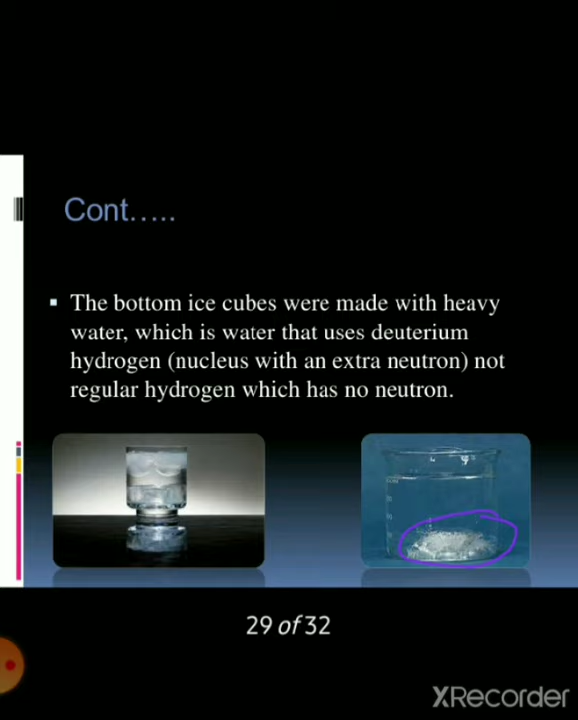 Cont.....
The bottom ice cubes were made with heavy
water, which is water that uses deuterium
hydrogen (nucleus with an extra neutron) not
regular hydrogen which has no neutron.
29 of 32
XRecorder